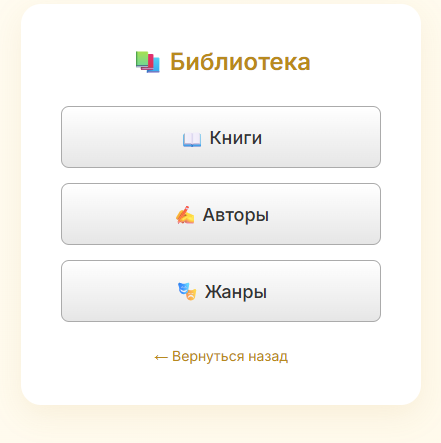 📚 Библиотека
📖 Книги
✍️ Авторы
🎭 Жанры
← Вернуться назад